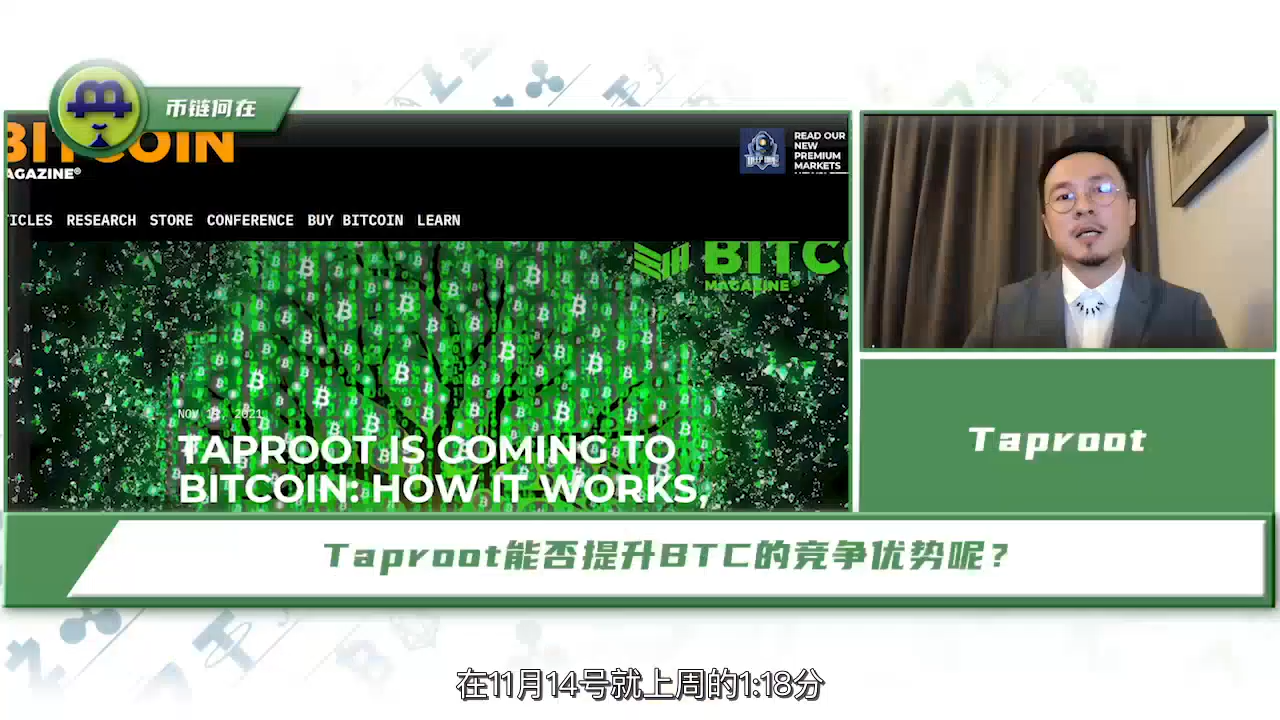 币链何在
BITCOIN
AGAZINE®
READ OUR
NEW
PREMIUM
MARKETS
TICLES RESEARCH STORE CONFERENCE BUY BITCOIN LEARN
BITCO
MAGAZINE®
TAPROOT IS COMING TO
BITCOIN: HOW IT WORKS,
Taproot
Taproot能否提升BTC的竞争优势呢？
在11月14号就上周的1:18分